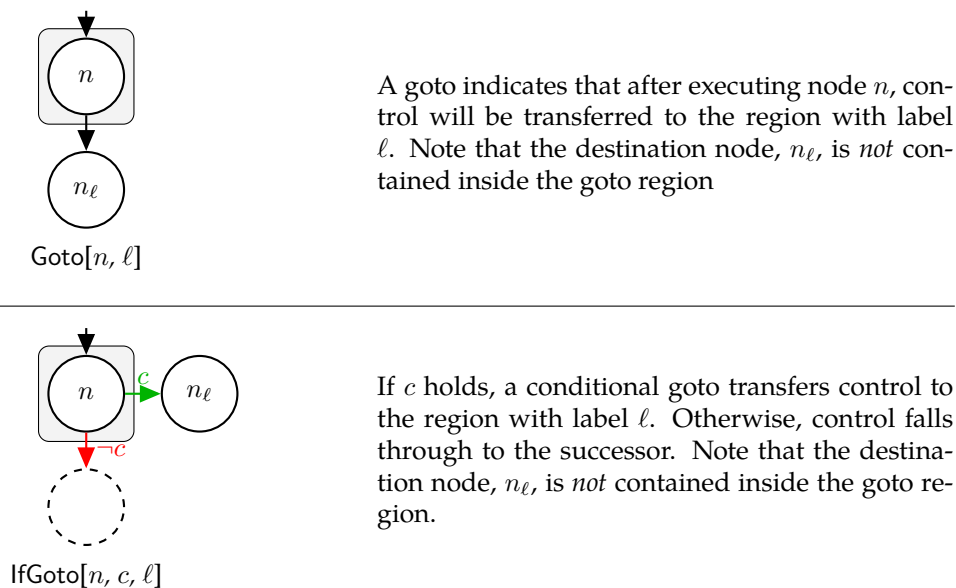 n
A goto indicates that after executing node n, con-
trol will be transferred to the region with label
ℓ. Note that the destination node, nℓ, is not con-
tained inside the goto region
nℓ
Goto[n, ℓ]
n
c
nℓ
¬c
If c holds, a conditional goto transfers control to
the region with label ℓ. Otherwise, control falls
through to the successor. Note that the destina-
tion node, nℓ, is not contained inside the goto re-
gion.
IfGoto[n, c, ℓ]